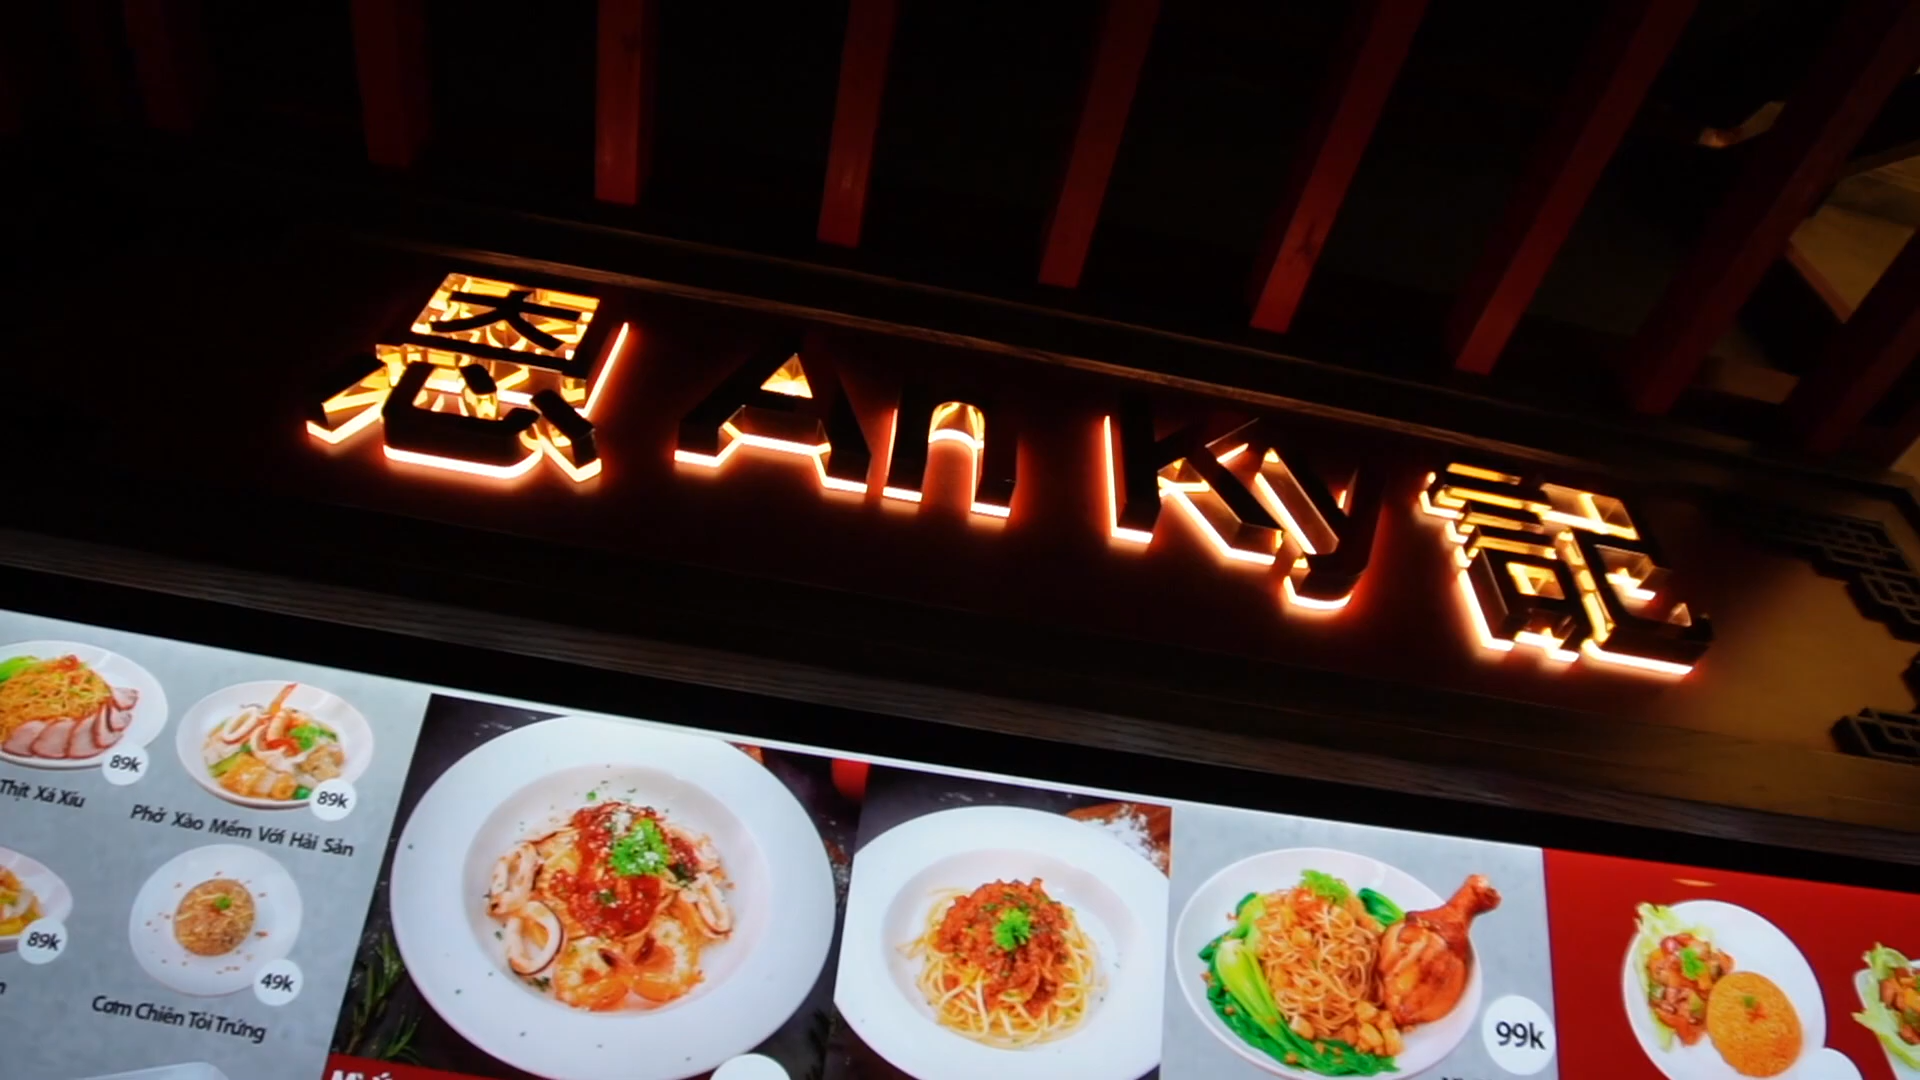 恩 An Ky 記
89k
Thịt Xá Xíu
89k
Phở Xào Mềm Với Hải Sản
89k
49k
Cơm Chiên Tỏi Trứng
99k